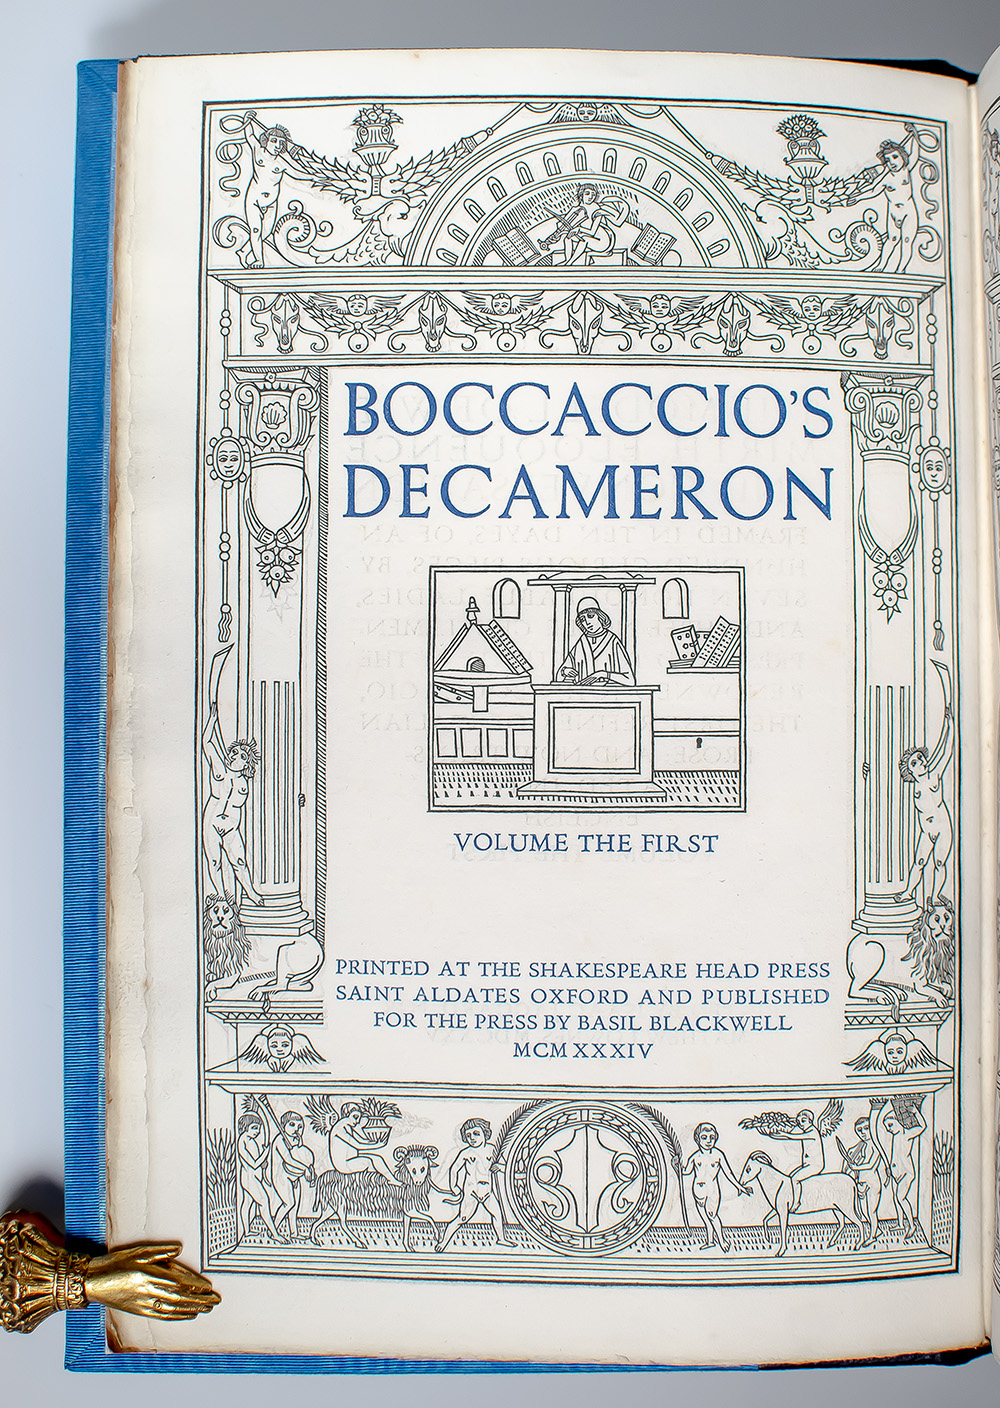 BOCCACCIO'S
DECAMERON
VOLUME THE FIRST
PRINTED AT THE SHAKESPEARE HEAD PRESS
SAINT ALDATES OXFORD AND PUBLISHED
FOR THE PRESS BY BASIL BLACKWELL
MCMXXXIV